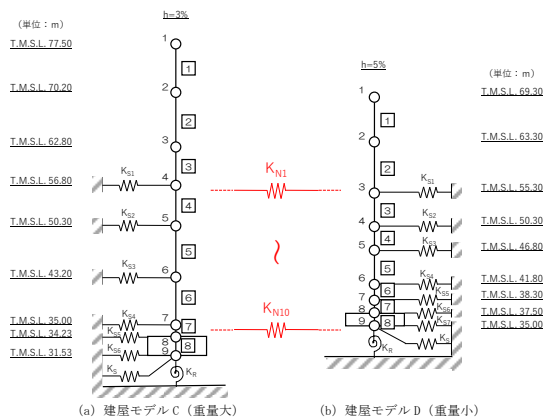 (単位：m)
h=3%
T.M.S.L. 77.50
T.M.S.L. 70.20
T.M.S.L. 62.80
T.M.S.L. 56.80
T.M.S.L. 50.30
T.M.S.L. 43.20
T.M.S.L. 35.00
T.M.S.L. 34.23
T.M.S.L. 31.53
1
1
2
2
3
3
KS1
4
4
KS2
5
5
KS3
6
6
KS4
7
7
KS5
8
8
KS6
9
KS
KR
KN1
～
KN10
h=5%
(単位：m)
1
T.M.S.L. 69.30
1
2
T.M.S.L. 63.30
2
KS1
3
T.M.S.L. 55.30
3
KS2
4
T.M.S.L. 50.30
4
KS3
5
T.M.S.L. 46.80
5
KS4
6
T.M.S.L. 41.80
6
KS5
7
T.M.S.L. 38.30
7
KS6
8
T.M.S.L. 37.50
8
KS7
9
T.M.S.L. 35.00
KS
KR
(a) 建屋モデル C（重量大）
(b) 建屋モデル D（重量小）